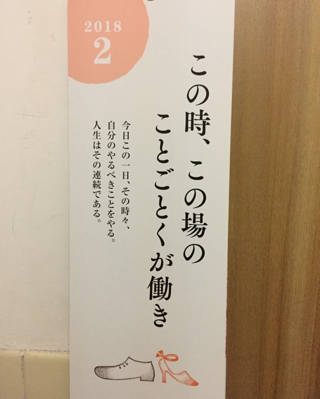 2018
2
この時、この場の
ことごとくが働き
今日この一日、その時々、
自分のやるべきことをやる。
人生はその連続である。